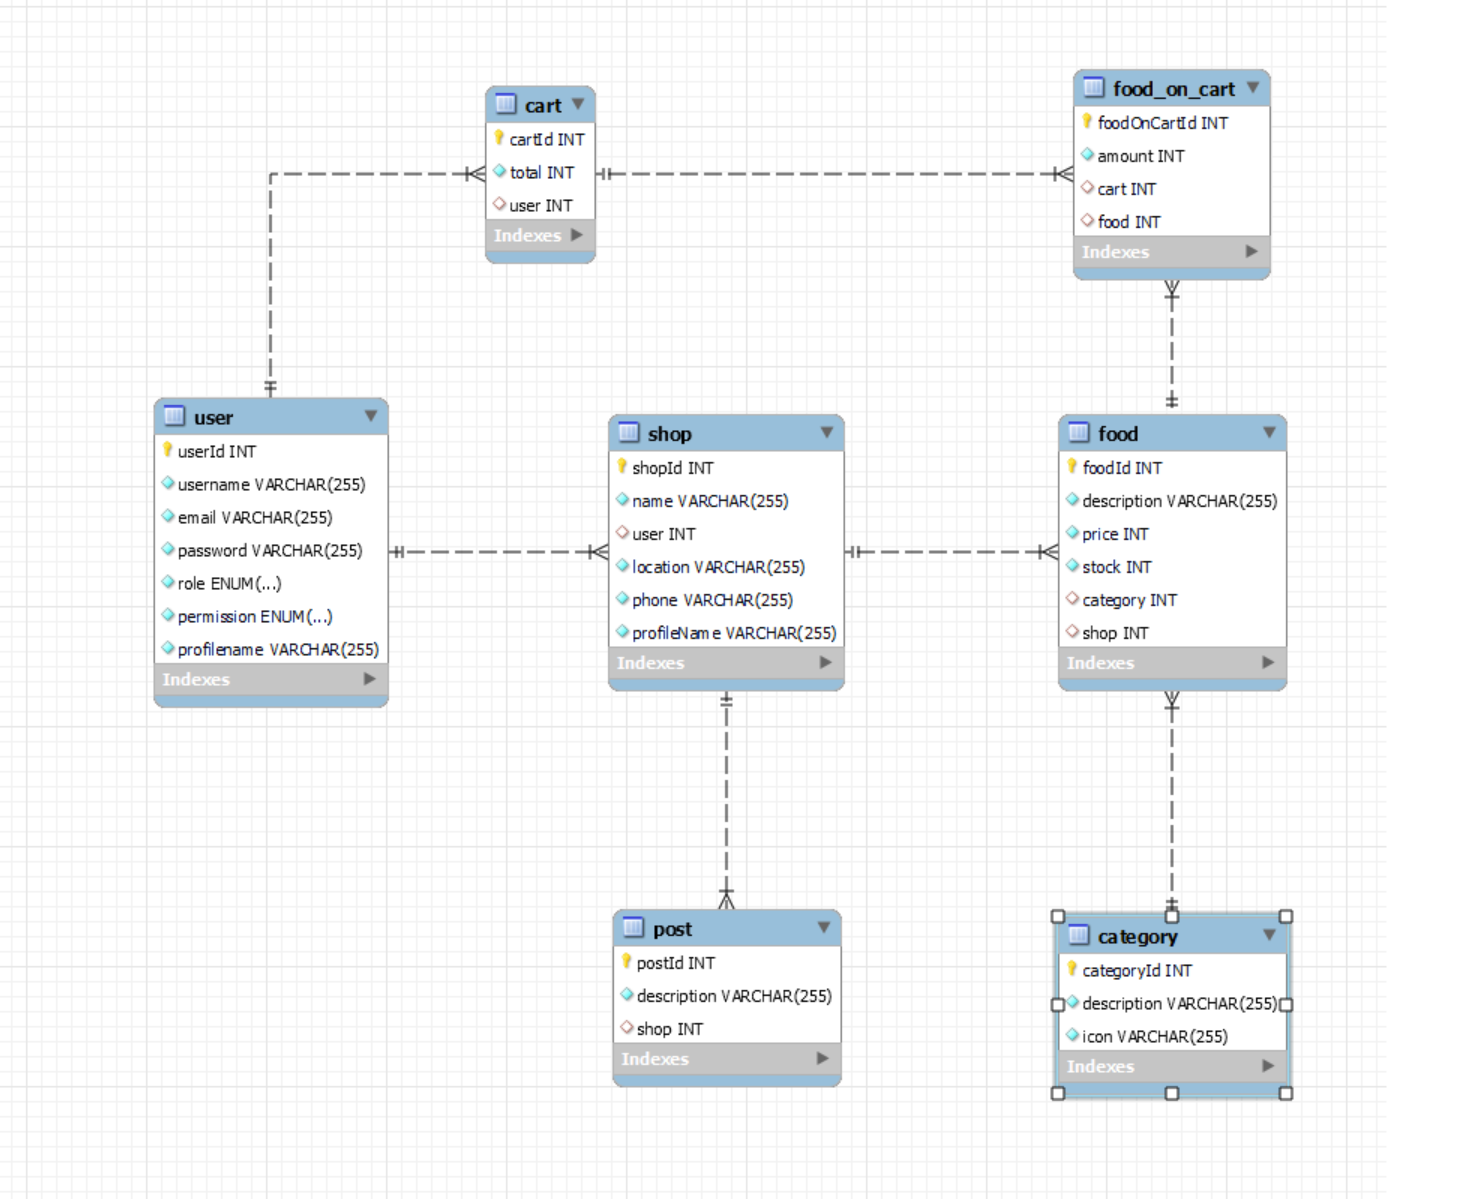 cart
cartId INT
total INT
user INT
Indexes
food_on_cart
foodOnCartId INT
amount INT
cart INT
food INT
Indexes
user
userId INT
username VARCHAR(255)
email VARCHAR(255)
password VARCHAR(255)
role ENUM(...)
permission ENUM(...)
profilename VARCHAR(255)
Indexes
shop
shopId INT
name VARCHAR(255)
user INT
location VARCHAR(255)
phone VARCHAR(255)
profileName VARCHAR(255)
Indexes
food
foodId INT
description VARCHAR(255)
price INT
stock INT
category INT
shop INT
Indexes
post
postId INT
description VARCHAR(255)
shop INT
Indexes
category
categoryId INT
description VARCHAR(255)
icon VARCHAR(255)
Indexes